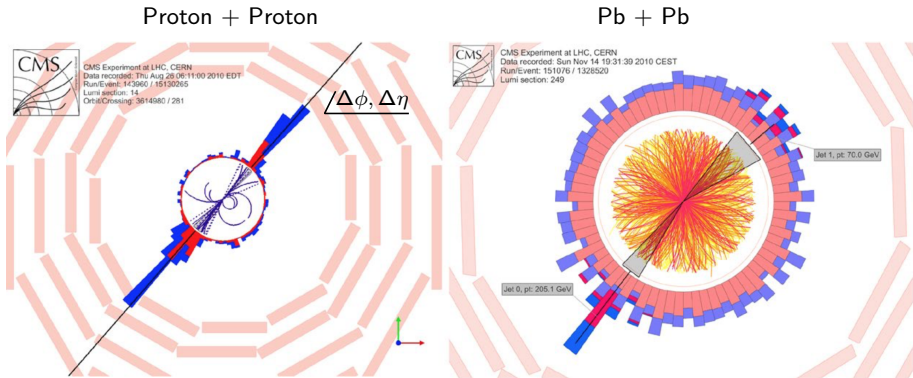 Proton + Proton
CMS
CMS Experiment at LHC, CERN
Data recorded: Thu Aug 26 06:11:00 2010 EDT
Run/Event: 143960 / 15130265
Lumi section: 14
Orbit/Crossing: 3614980 / 281
Δϕ, Δη
Pb + Pb
CMS
CMS Experiment at LHC, CERN
Data recorded: Sun Nov 14 19:31:39 2010 CEST
Run/Event: 151076 / 1328520
Lumi section: 249
Jet 1, pt: 70.0 GeV
Jet 0, pt: 205.1 GeV